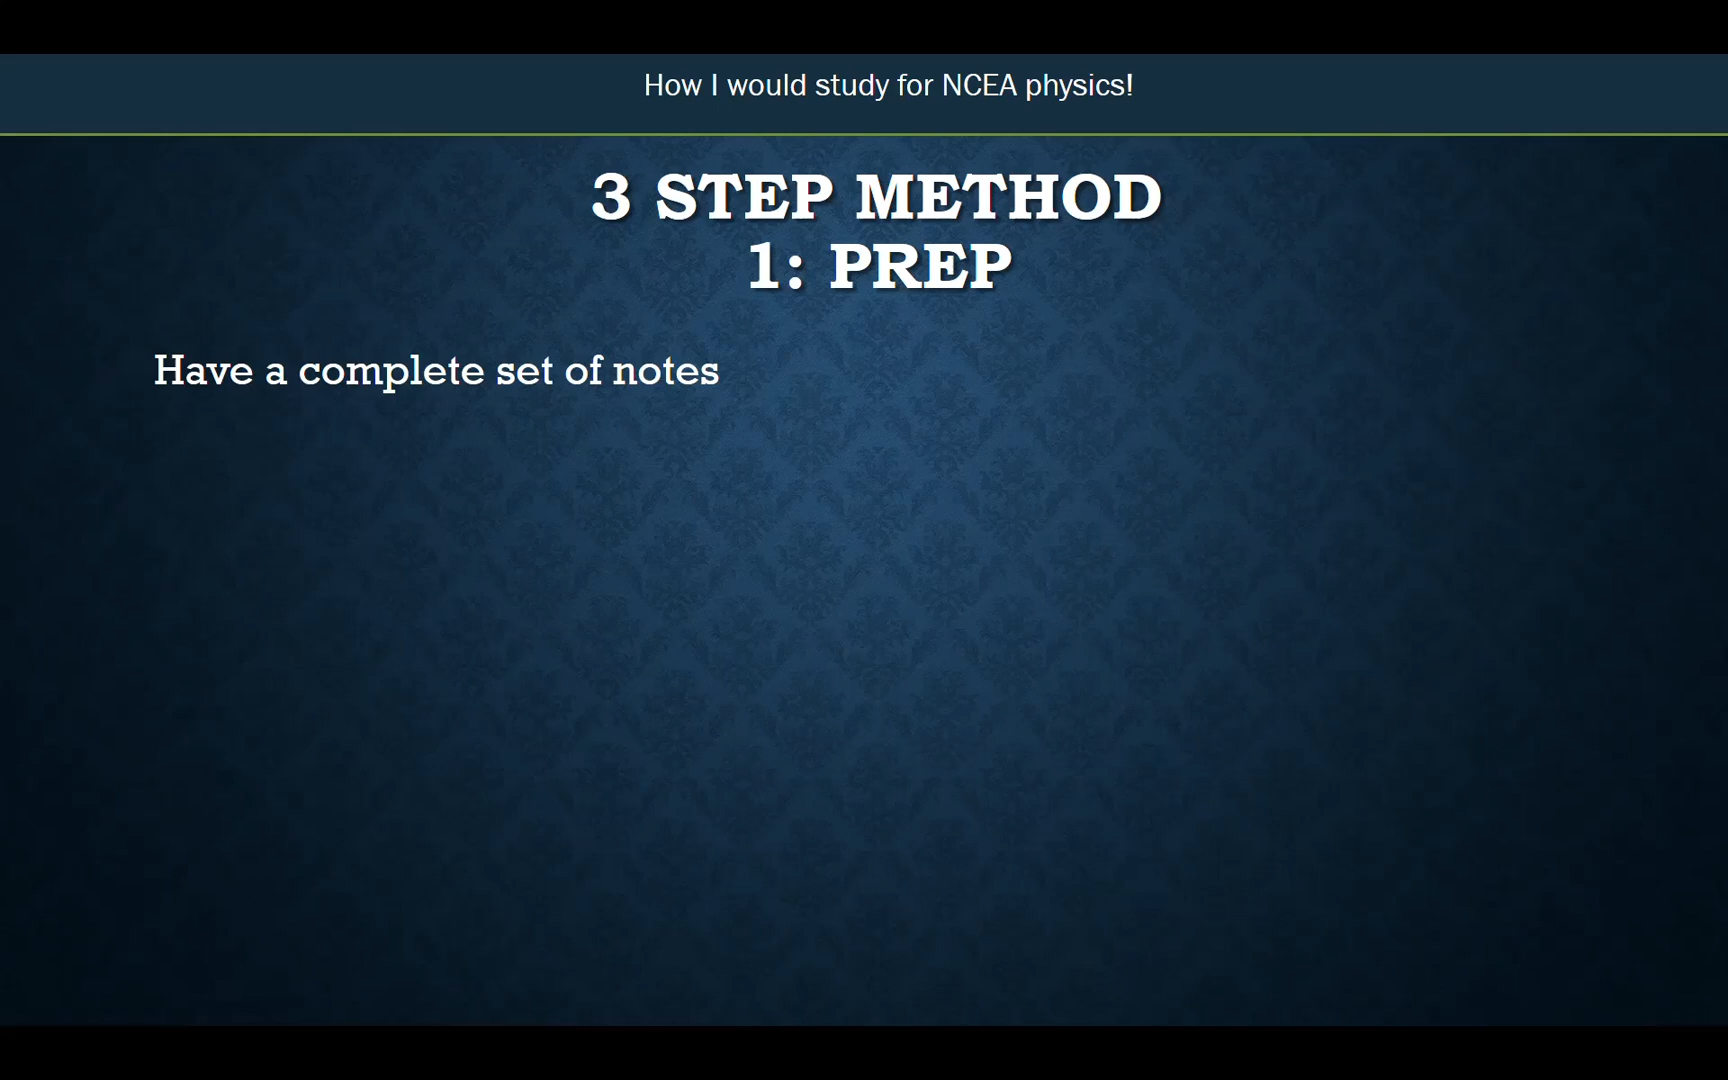 How I would study for NCEA physics!
3 STEP METHOD
1: PREP
Have a complete set of notes